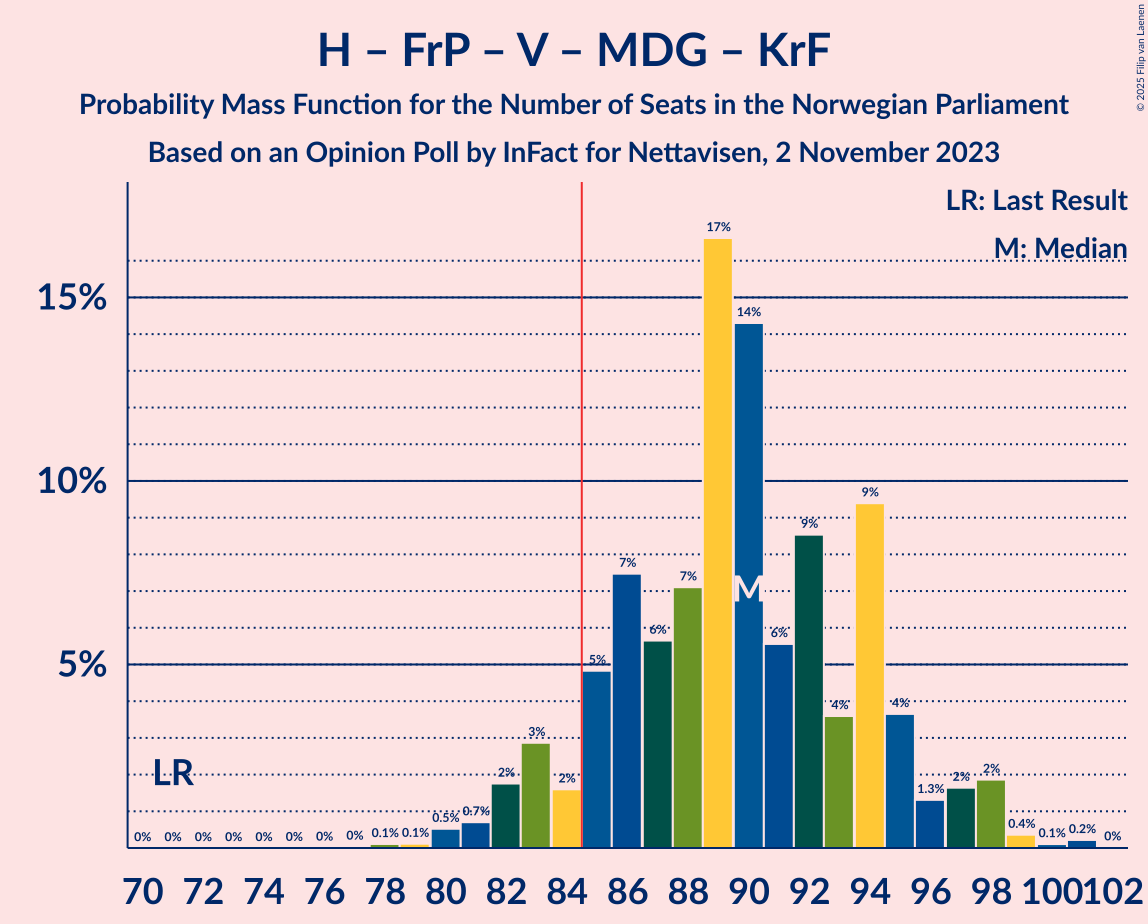 H – FrP – V – MDG – KrF
Probability Mass Function for the Number of Seats in the Norwegian Parliament
Based on an Opinion Poll by InFact for Nettavisen, 2 November 2023
© 2025 Filip van Laenen
LR: Last Result
M: Median
15%
10%
5%
LR
M
0% 0% 0% 0% 0% 0% 0% 0% 0.1% 0.1% 0.5% 0.7% 2% 3% 2% 5% 7% 6% 7% 17% 14% 6% 9% 4% 9% 4% 1.3% 2% 2% 0.4% 0.1% 0.2% 0%
70 72 74 76 78 80 82 84 86 88 90 92 94 96 98 100 102